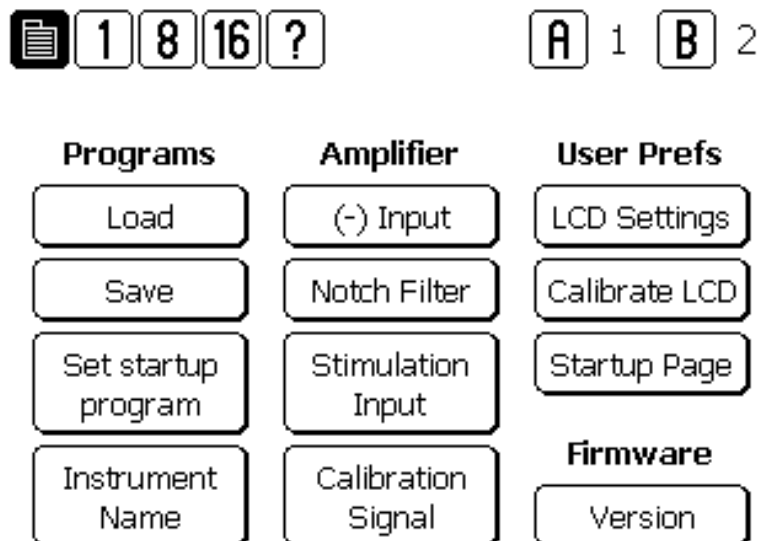 1 8 16 ? A 1 B 2
Programs Amplifier User Prefs
Load (-) Input LCD Settings
Save Notch Filter Calibrate LCD
Set startup
program
Stimulation
Input
Startup Page
Instrument
Name
Calibration
Signal
Firmware
Version